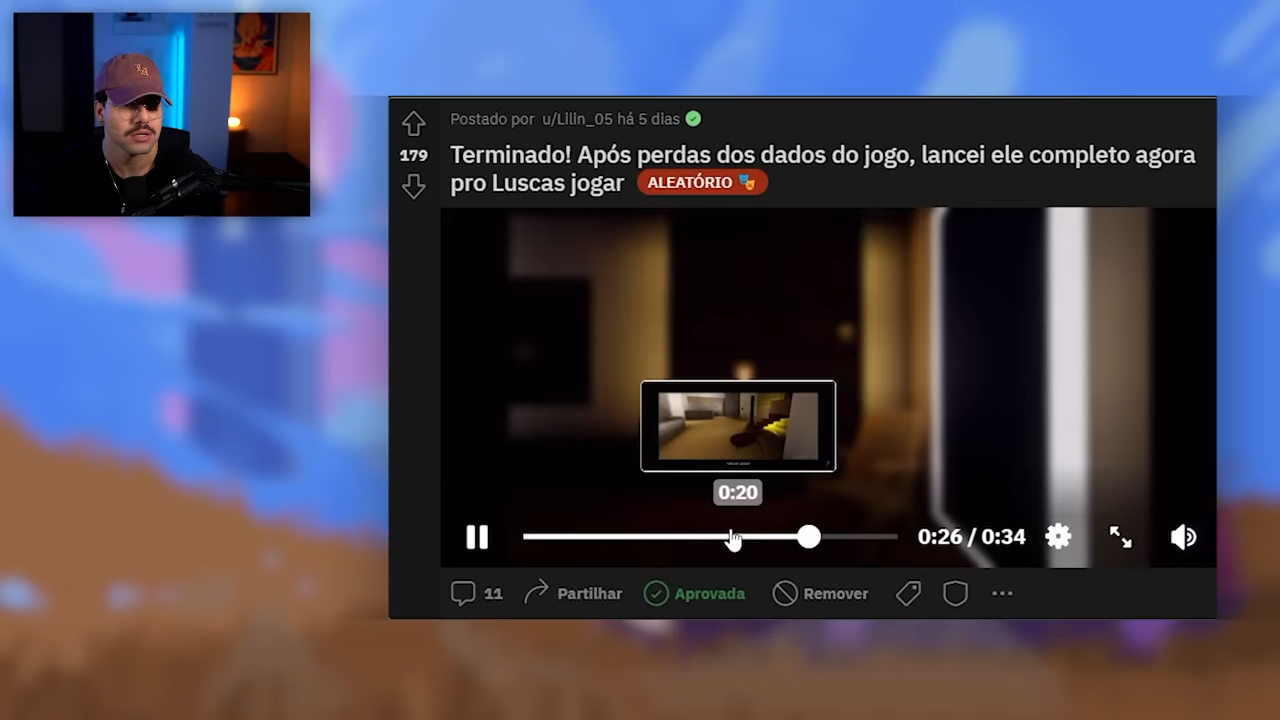 Postado por u/Lilin_05 há 5 dias
179
Terminado! Após perdas dos dados do jogo, lancei ele completo agora
pro Luscas jogar ALEATÓRIO
0:20
0:26 / 0:34
11 Partilhar Aprovada Remover